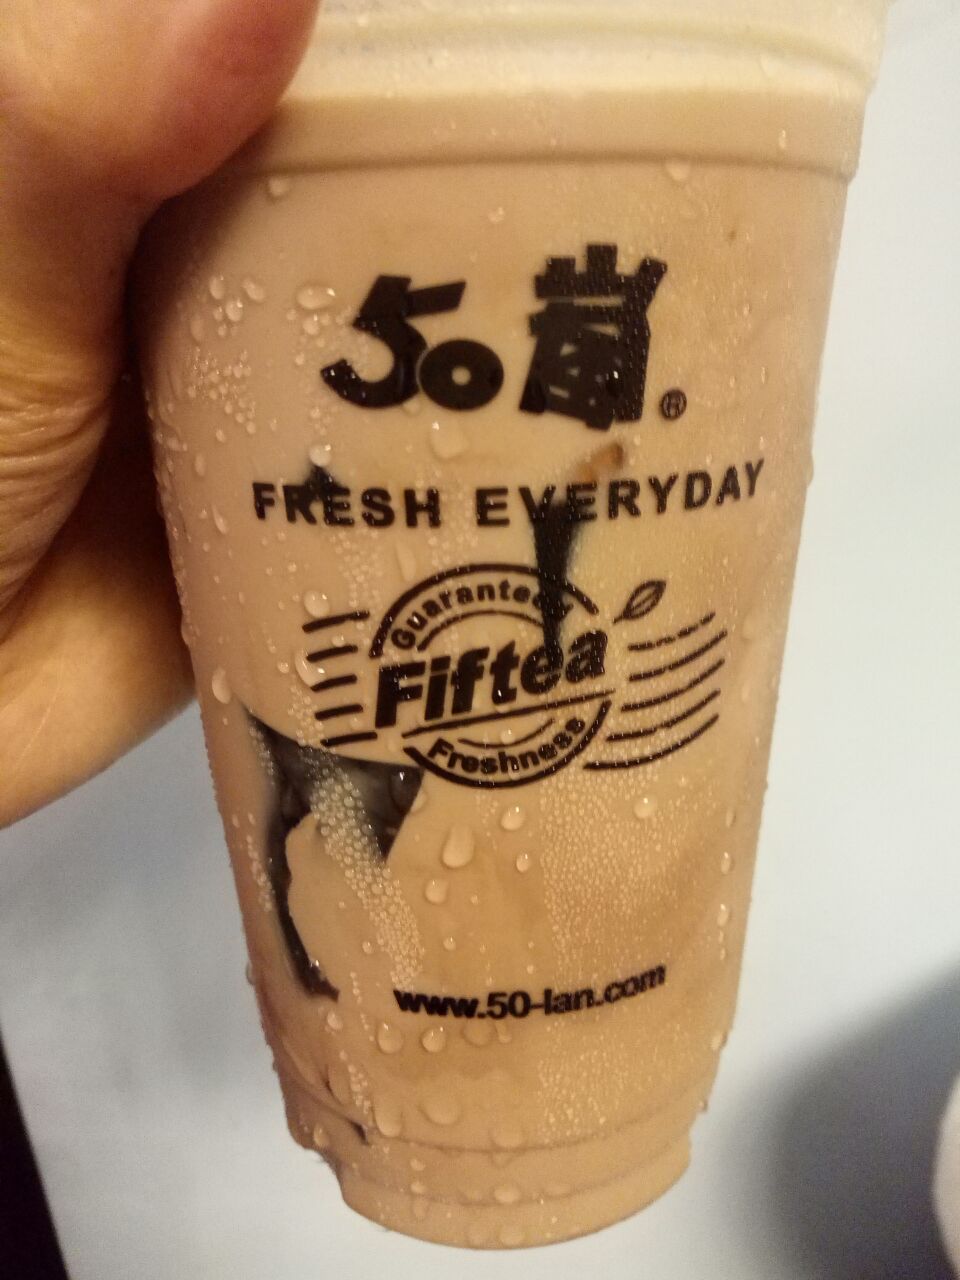 50嵐®
FRESH EVERYDAY
Guaranteed
Fiftea
Freshness
www.50-lan.com